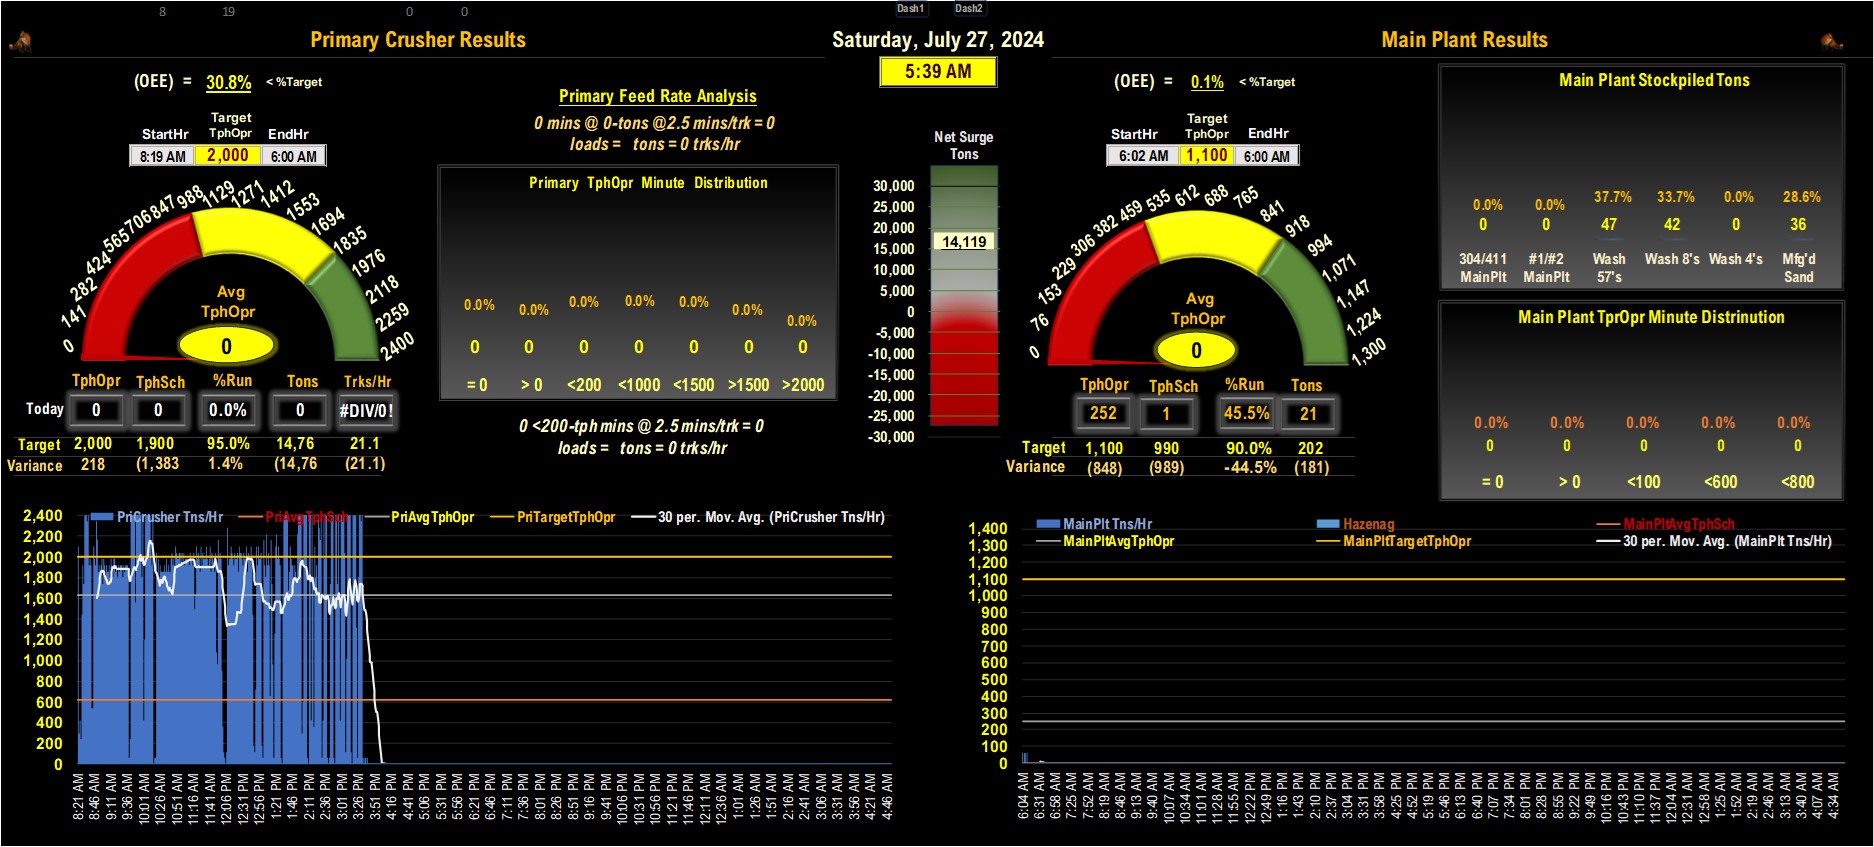 8 19 0 0 Dash1 Dash2
Primary Crusher Results
Saturday, July 27, 2024
Main Plant Results
5:39 AM
(OEE) = 30.8% < %Target
Target
StartHr TphOpr EndHr
8:19 AM 2,000 6:00 AM
0 141 282 424 565 706 847 988 1129 1271 1412 1553 1694 1835 1976 2118 2259 2400
Avg
TphOpr
0
TphOpr TphSch %Run Tons Trks/Hr
Today 0 0 0.0% 0 #DIV/0!
Target 2,000 1,900 95.0% 14,76 21.1
Variance 218 (1,383 1.4% (14,76 (21.1)
Primary Feed Rate Analysis
0 mins @ 0-tons @2.5 mins/trk = 0
loads = tons = 0 trks/hr
Primary TphOpr Minute Distribution
0.0% 0.0% 0.0% 0.0% 0.0% 0.0% 0.0%
0 0 0 0 0 0 0
= 0 > 0 <200 <1000 <1500 >1500 >2000
0 <200-tph mins @ 2.5 mins/trk = 0
loads = tons = 0 trks/hr
Net Surge
Tons
30,000
25,000
20,000
14,119
15,000
10,000
5,000
0
-5,000
-10,000
-15,000
-20,000
-25,000
-30,000
(OEE) = 0.1% < %Target
Target
StartHr TphOpr EndHr
6:02 AM 1,100 6:00 AM
0 76 153 229 306 382 459 535 612 688 765 841 918 994 1,071 1,147 1,224 1,300
Avg
TphOpr
0
TphOpr TphSch %Run Tons
252 1 45.5% 21
Target 1,100 990 90.0% 202
Variance (848) (989) -44.5% (181)
Main Plant Stockpiled Tons
0.0% 0.0% 37.7% 33.7% 0.0% 28.6%
0 0 47 42 0 36
304/411 #1/#2 Wash Wash 8's Wash 4's Mfg'd
MainPlt MainPlt 57's Sand
Main Plant TprOpr Minute Distrinution
0.0% 0.0% 0.0% 0.0% 0.0%
0 0 0 0 0
= 0 > 0 <100 <600 <800
PriCrusher Tns/Hr PriAvgTphSch PriAvgTphOpr PriTargetTphOpr 30 per. Mov. Avg. (PriCrusher Tns/Hr)
2,400
2,200
2,000
1,800
1,600
1,400
1,200
1,000
800
600
400
200
0
8:21 AM 8:46 AM 9:11 AM 9:36 AM 10:01 AM 10:26 AM 10:51 AM 11:16 AM 11:41 AM 12:06 PM 12:31 PM 12:56 PM 1:21 PM 1:46 PM 2:11 PM 2:36 PM 3:01 PM 3:26 PM 3:51 PM 4:16 PM 4:41 PM 5:06 PM 5:31 PM 5:56 PM 6:21 PM 6:46 PM 7:11 PM 7:36 PM 8:01 PM 8:26 PM 8:51 PM 9:16 PM 9:41 PM 10:06 PM 10:31 PM 10:56 PM 11:21 PM 11:46 PM 12:11 AM 12:36 AM 1:01 AM 1:26 AM 1:51 AM 2:16 AM 2:41 AM 3:06 AM 3:31 AM 3:56 AM 4:21 AM 4:46 AM
MainPlt Tns/Hr Hazenag MainPltAvgTphSch
MainPltAvgTphOpr MainPltTargetTphOpr 30 per. Mov. Avg. (MainPlt Tns/Hr)
1,400
1,300
1,200
1,100
1,000
900
800
700
600
500
400
300
200
100
0
6:04 AM 6:31 AM 6:58 AM 7:25 AM 7:52 AM 8:19 AM 8:46 AM 9:13 AM 9:40 AM 10:07 AM 10:34 AM 11:01 AM 11:28 AM 11:55 AM 12:22 PM 12:49 PM 1:16 PM 1:43 PM 2:10 PM 2:37 PM 3:04 PM 3:31 PM 3:58 PM 4:25 PM 4:52 PM 5:19 PM 5:46 PM 6:13 PM 6:40 PM 7:07 PM 7:34 PM 8:01 PM 8:28 PM 8:55 PM 9:22 PM 9:49 PM 10:16 PM 10:43 PM 11:10 PM 11:37 PM 12:04 AM 12:31 AM 12:58 AM 1:25 AM 1:52 AM 2:19 AM 2:46 AM 3:13 AM 3:40 AM 4:07 AM 4:34 AM